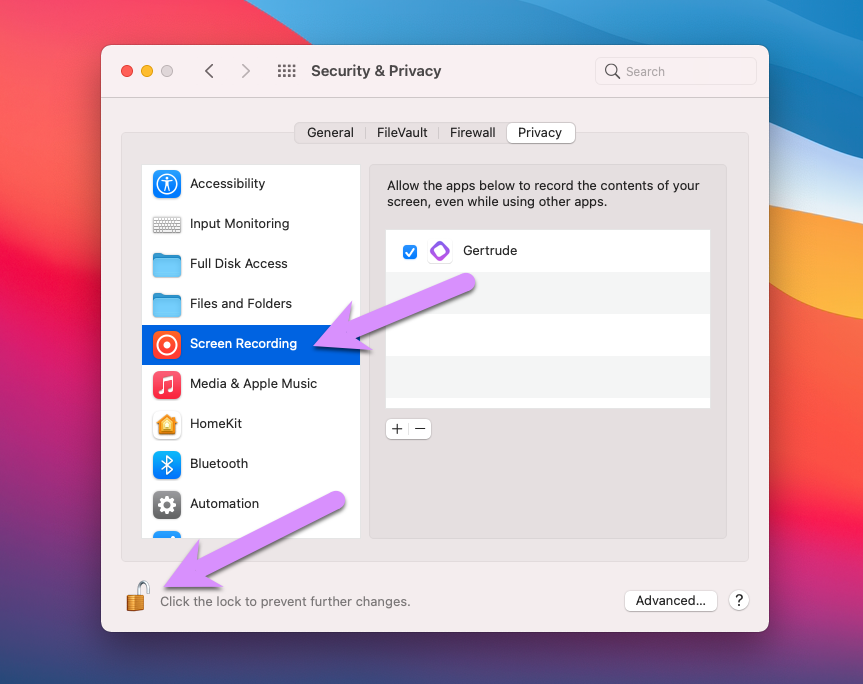 Security & Privacy
Search
General
FileVault
Firewall
Privacy
Accessibility
Input Monitoring
Full Disk Access
Files and Folders
Screen Recording
Media & Apple Music
HomeKit
Bluetooth
Automation
Allow the apps below to record the contents of your
screen, even while using other apps.
Gertrude
+ −
Click the lock to prevent further changes.
Advanced...
?